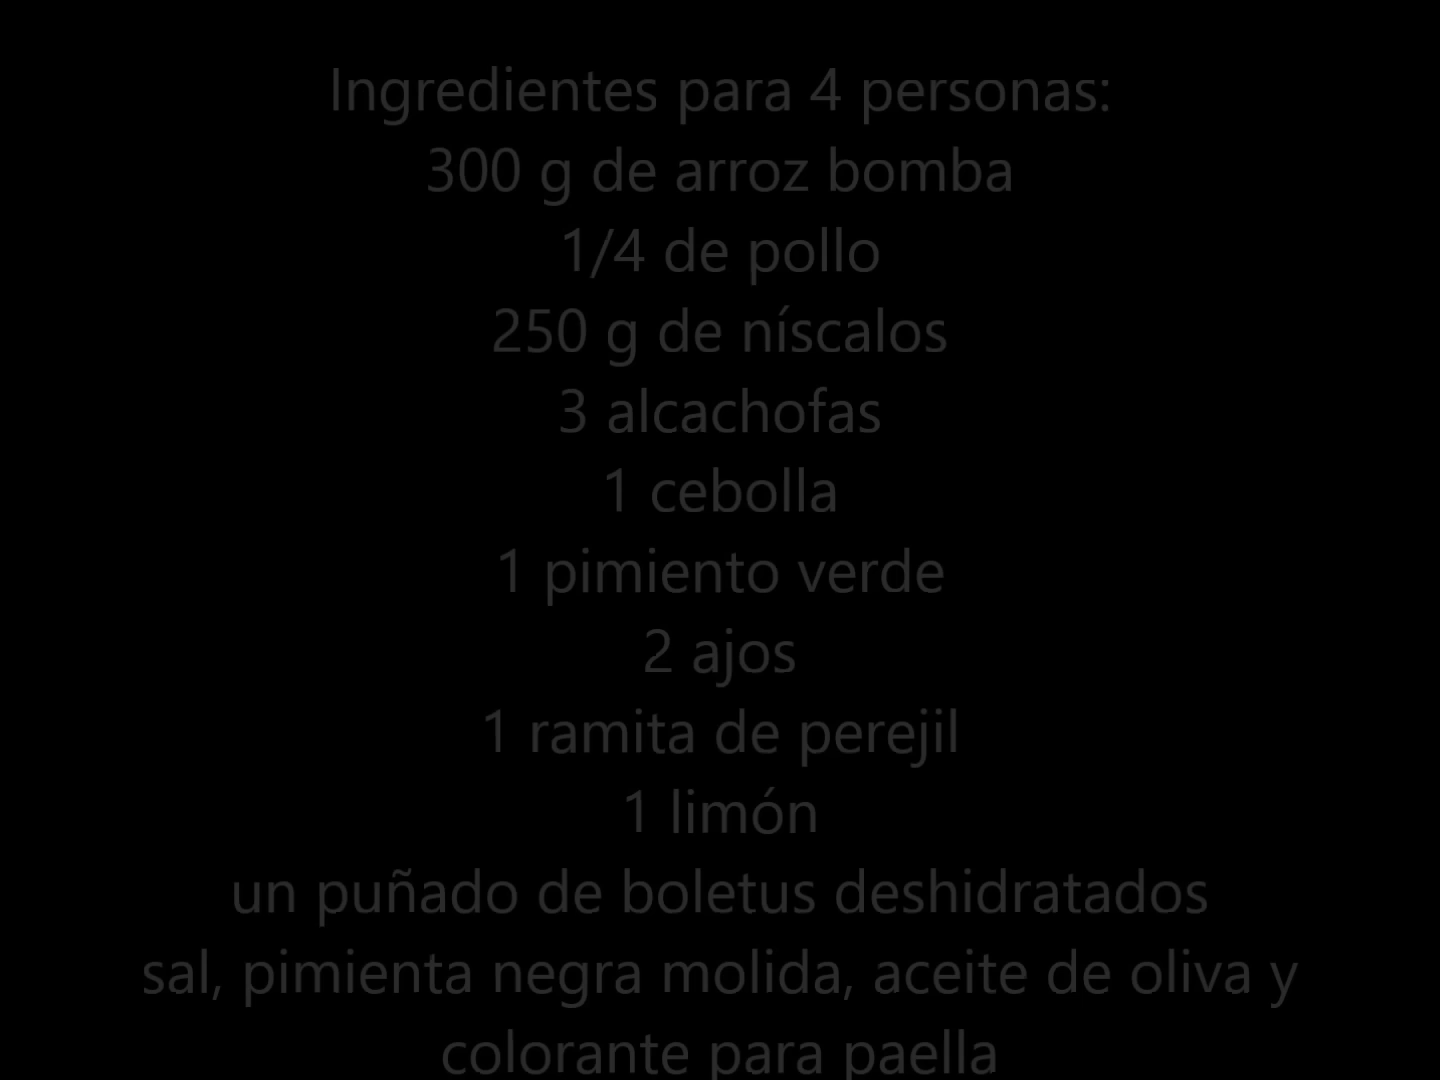 Ingredientes para 4 personas:
300 g de arroz bomba
1/4 de pollo
250 g de níscalos
3 alcachofas
1 cebolla
1 pimiento verde
2 ajos
1 ramita de perejil
1 limón
un puñado de boletus deshidratados
sal, pimienta negra molida, aceite de oliva y
colorante para paella